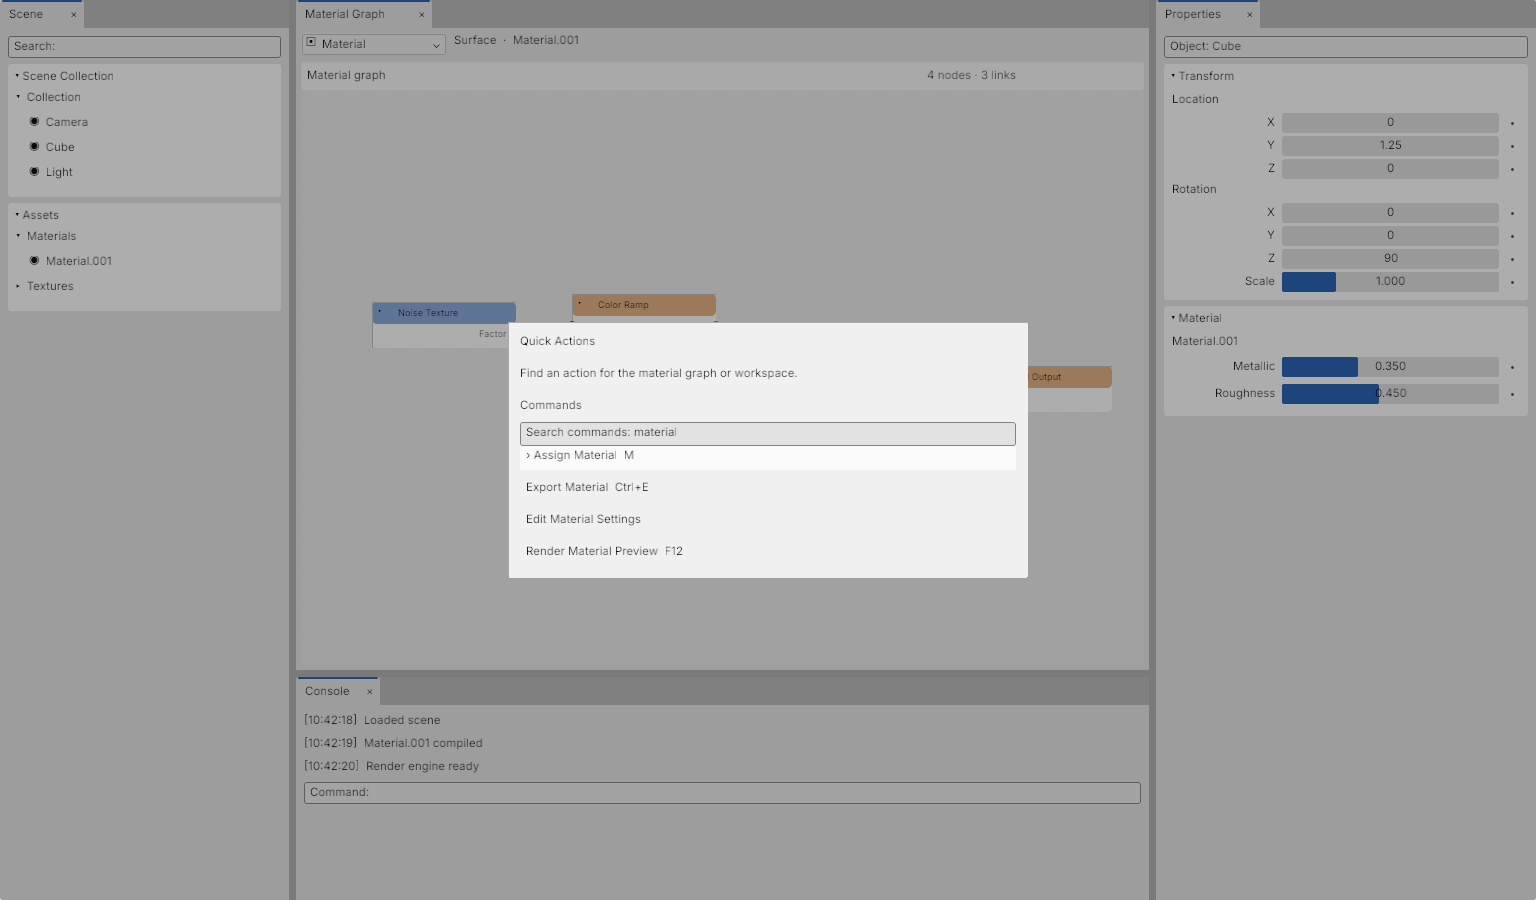 Scene ×
Search:
Scene Collection
Collection
Camera
Cube
Light
Assets
Materials
Material.001
Textures
Material Graph ×
Material
Surface · Material.001
Material graph
4 nodes · 3 links
Noise Texture
Factor
Color Ramp
Output
Quick Actions
Find an action for the material graph or workspace.
Commands
Search commands: material
› Assign Material M
Export Material Ctrl+E
Edit Material Settings
Render Material Preview F12
Console ×
[10:42:18] Loaded scene
[10:42:19] Material.001 compiled
[10:42:20] Render engine ready
Command:
Properties ×
Object: Cube
Transform
Location
X 0
Y 1.25
Z 0
Rotation
X 0
Y 0
Z 90
Scale 1.000
Material
Material.001
Metallic 0.350
Roughness 0.450